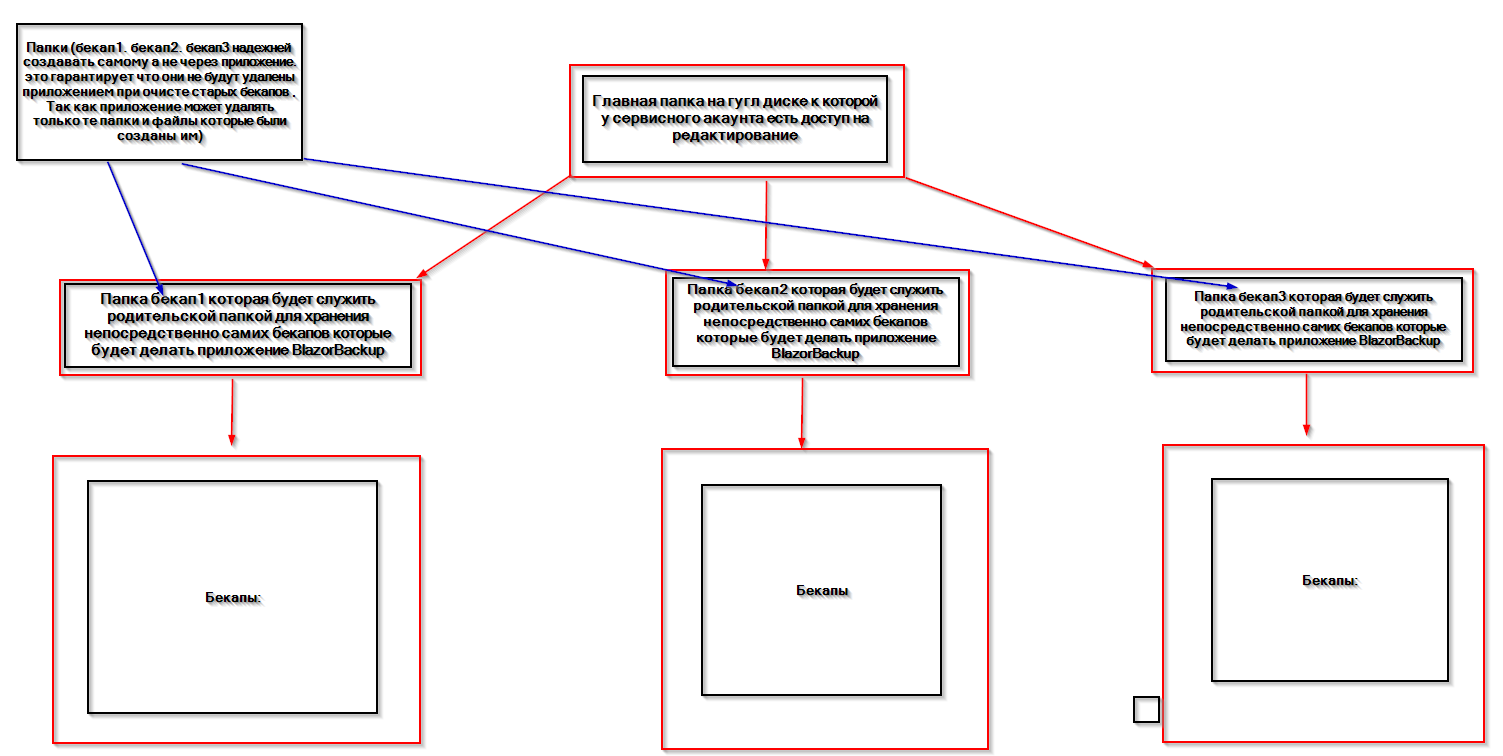 Папки (бекап1. бекап2. бекап3 надежней
создавать самому а не через приложение.
это гарантирует что они не будут удалены
приложением при очисте старых бекапов .
Так как приложение может удалять
только те папки и файлы которые были
созданы им)
Главная папка на гугл диске к которой
у сервисного акаунта есть доступ на
редактирование
Папка бекап1 которая будет служить
родительской папкой для хранения
непосредственно самих бекапов которые
будет делать приложение BlazorBackup
Папка бекап2 которая будет служить
родительской папкой для хранения
непосредственно самих бекапов
которые будет делать приложение
BlazorBackup
Папка бекап3 которая будет служить
родительской папкой для хранения
непосредственно самих бекапов которые
будет делать приложение BlazorBackup
Бекапы:
Бекапы
Бекапы: